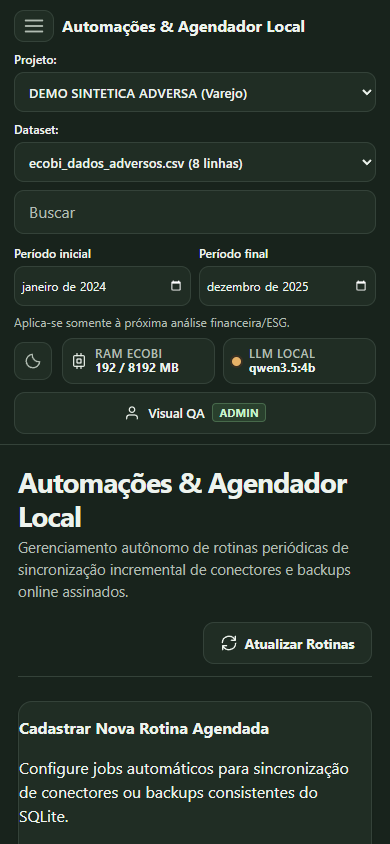 Automações & Agendador Local
Projeto:
DEMO SINTETICA ADVERSA (Varejo)
Dataset:
ecobi_dados_adversos.csv (8 linhas)
Buscar
Período inicial
Período final
janeiro de 2024
dezembro de 2025
Aplica-se somente à próxima análise financeira/ESG.
RAM ECOBI
192 / 8192 MB
LLM LOCAL
qwen3.5:4b
Visual QA ADMIN
Automações & Agendador
Local
Gerenciamento autônomo de rotinas periódicas de
sincronização incremental de conectores e backups
online assinados.
Atualizar Rotinas
Cadastrar Nova Rotina Agendada
Configure jobs automáticos para sincronização
de conectores ou backups consistentes do
SQLite.